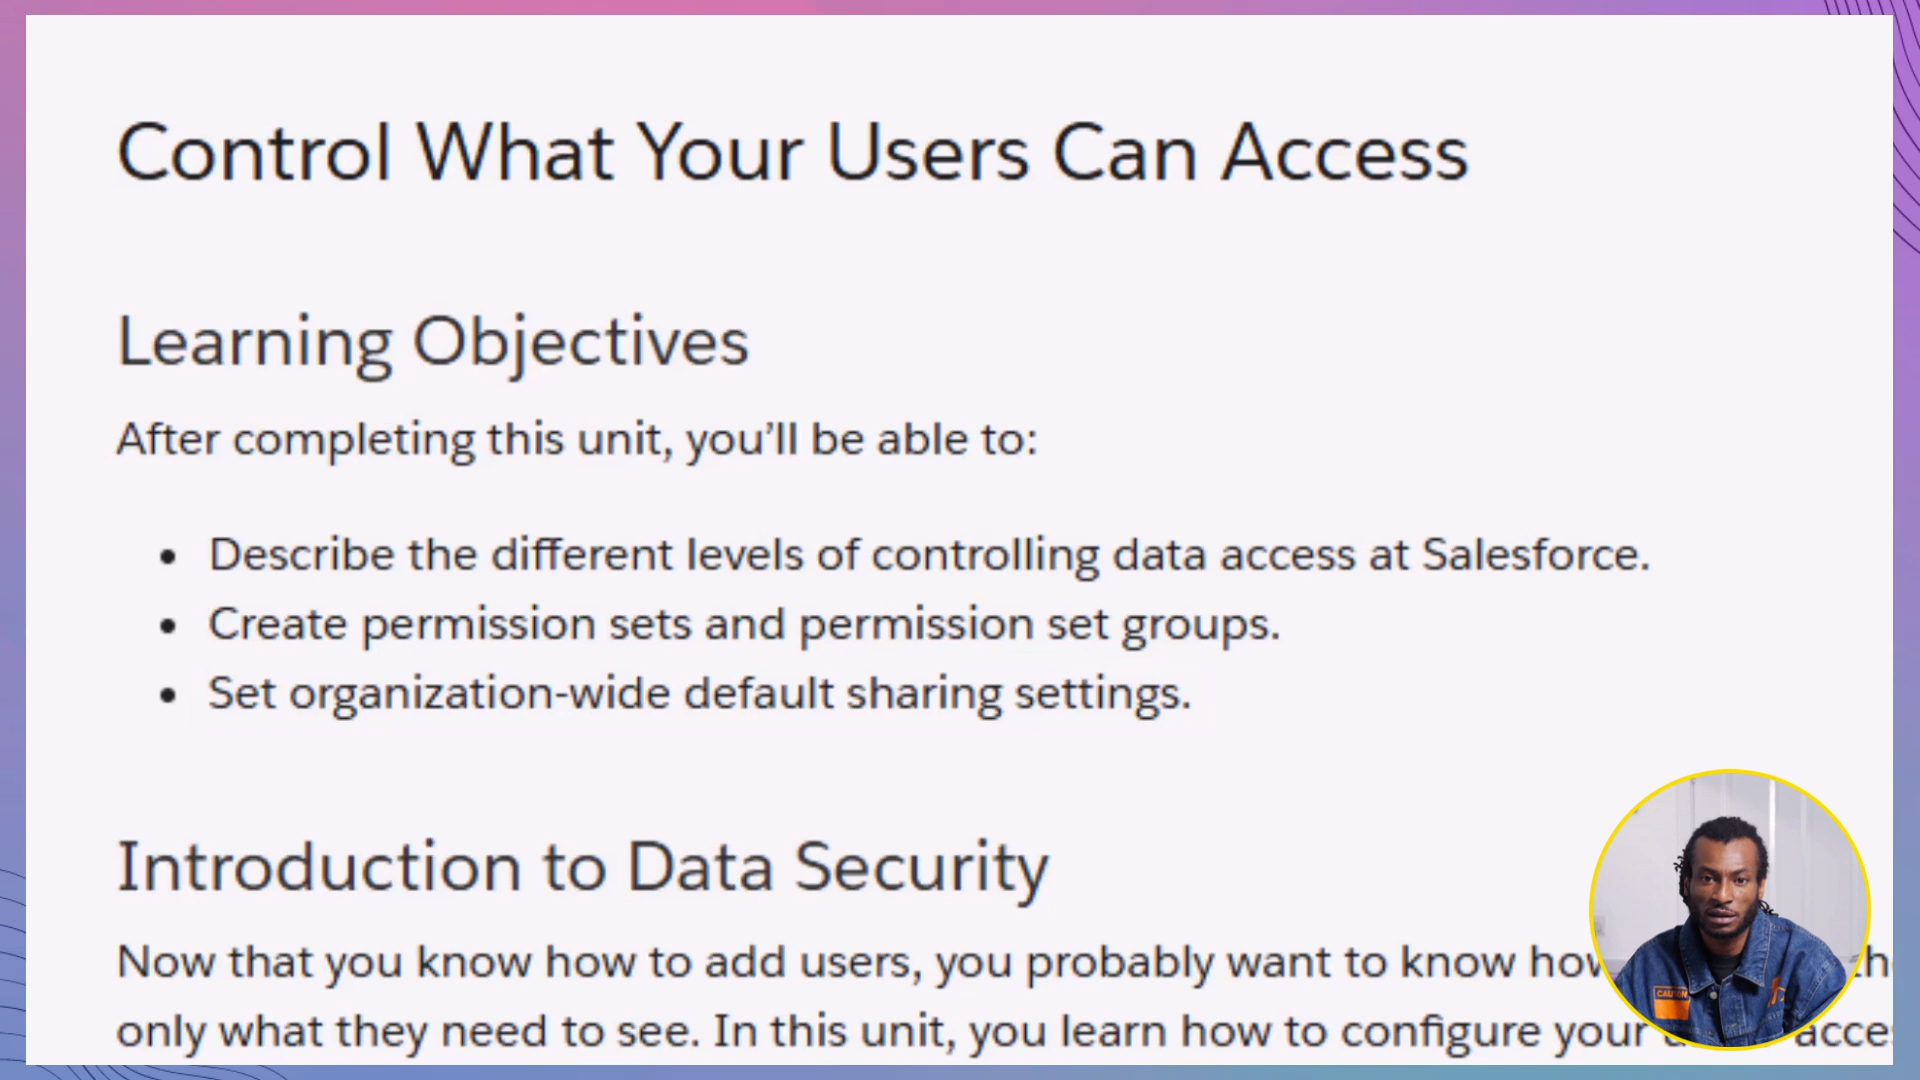 Control What Your Users Can Access
Learning Objectives
After completing this unit, you’ll be able to:
• Describe the different levels of controlling data access at Salesforce.
• Create permission sets and permission set groups.
• Set organization-wide default sharing settings.
Introduction to Data Security
Now that you know how to add users, you probably want to know
only what they need to see. In this unit, you learn how to configure your
CAUTION